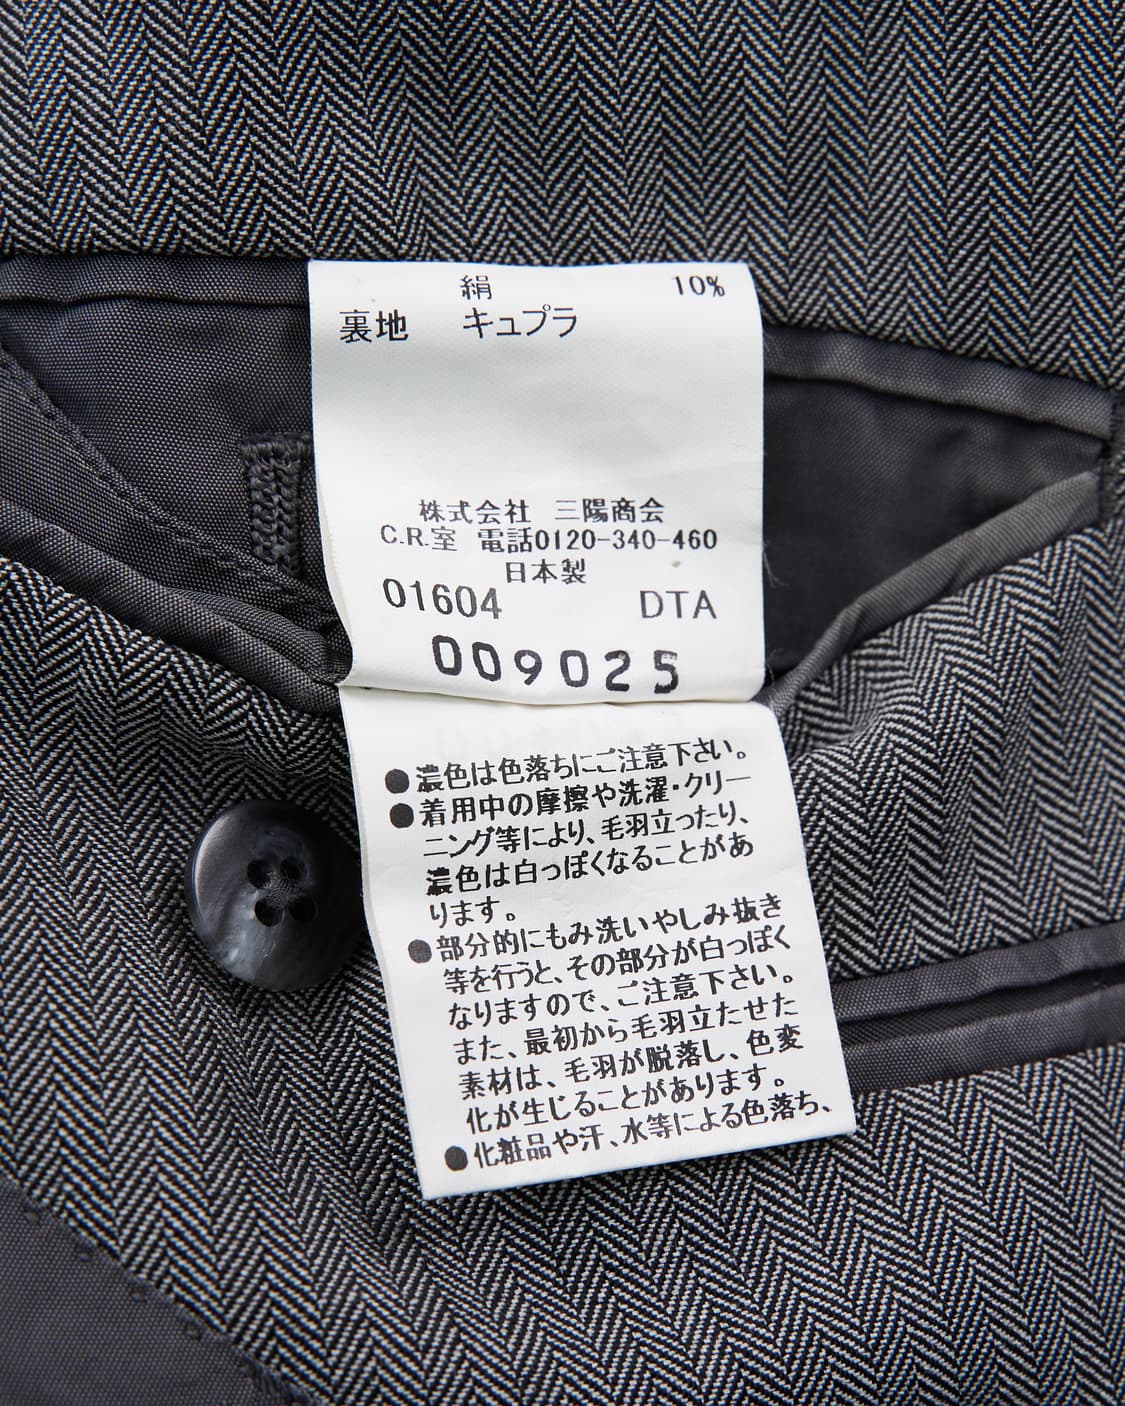 絹 10%
裏地 キュプラ
株式会社 三陽商会
C.R.室 電話0120-340-460
日本製
01604 DTA
009025
●濃色は色落ちにご注意下さい。
●着用中の摩擦や洗濯・クリー
ニング等により、毛羽立ったり、
濃色は白っぽくなることがあ
ります。
●部分的にもみ洗いやしみ抜き
等を行うと、その部分が白っぽく
なりますので、ご注意下さい。
また、最初から毛羽立たせた
素材は、毛羽が脱落し、色変
化が生じることがあります。
●化粧品や汗、水等による色落ち、